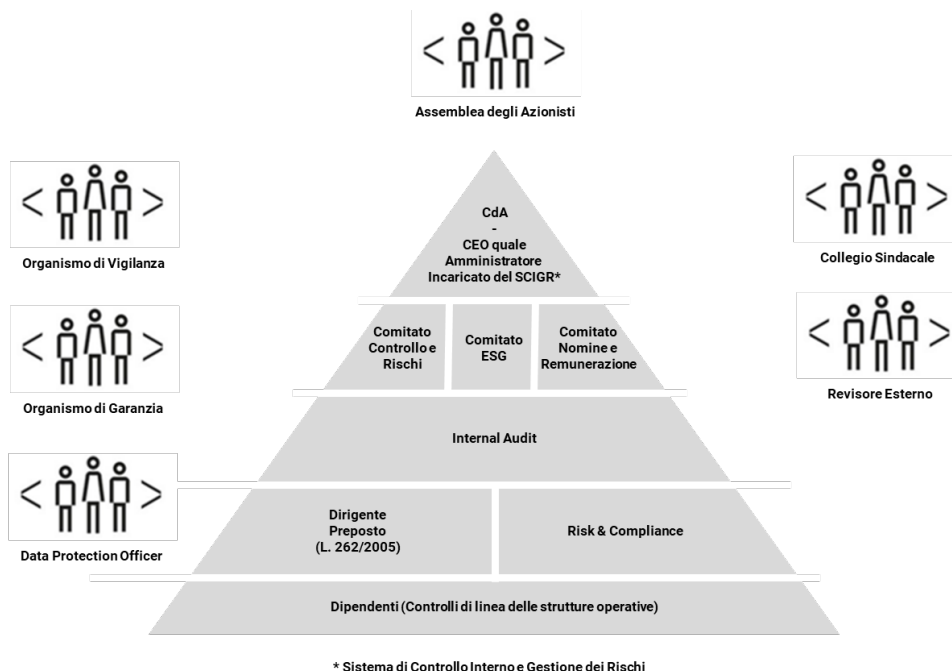 Assemblea degli Azionisti
Organismo di Vigilanza
Organismo di Garanzia
Data Protection Officer
CdA
-
CEO quale
Amministratore
Incaricato del SCIGR*
Comitato
Controllo e
Rischi
Comitato
ESG
Comitato
Nomine e
Remunerazione
Internal Audit
Dirigente
Preposto
(L. 262/2005)
Risk & Compliance
Dipendenti (Controlli di linea delle strutture operative)
Collegio Sindacale
Revisore Esterno
* Sistema di Controllo Interno e Gestione dei Rischi